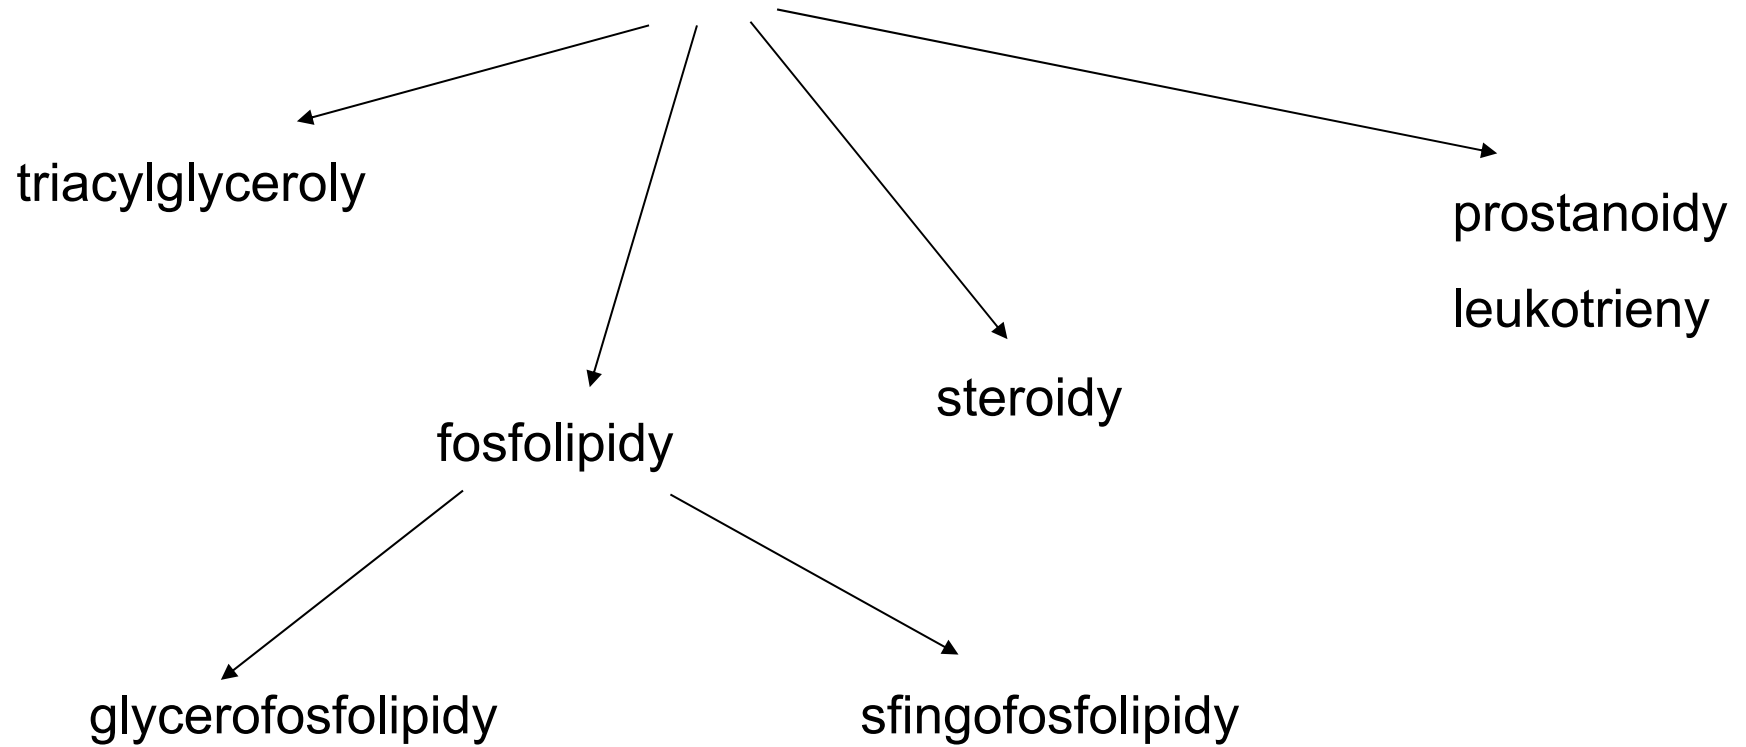 triacylglyceroly
prostanoidy
leukotrieny
steroidy
fosfolipidy
glycerofosfolipidy
sfingofosfolipidy